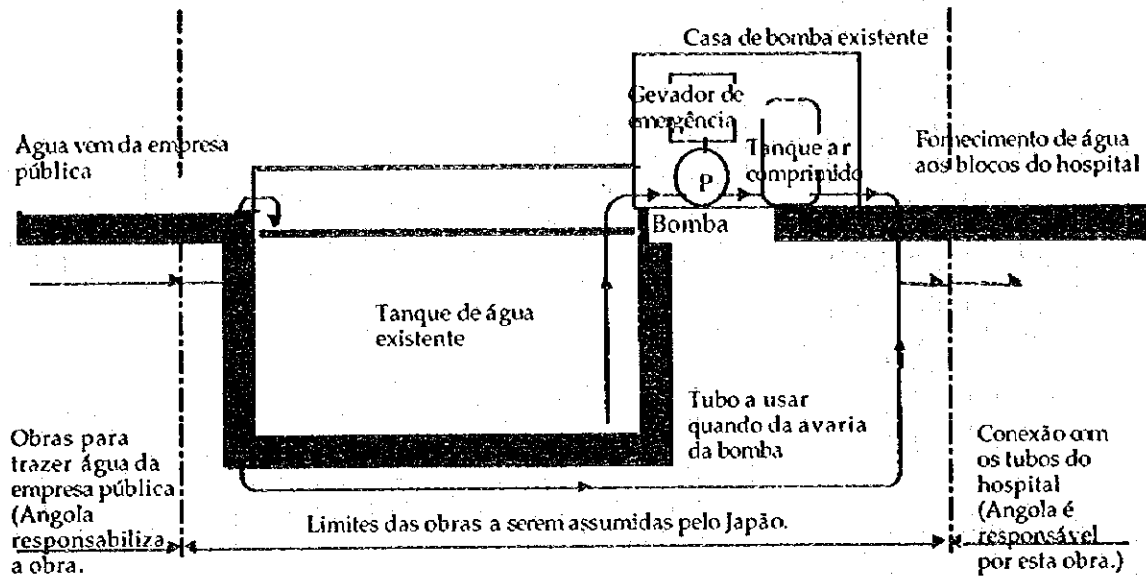 Casa de bomba existente
Gevador de
emergência
Água vem da empresa
pública
Tanque ar
comprimido
Fornecimento de água
aos blocos do hospital
P
Bomba
Tanque de água
existente
Tubo a usar
quando da avaria
da bomba
Obras para
trazer água da
empresa pública
(Angola
responsabiliza
a obra.
Limites das obras a serem assumidas pelo Japão.
Conexão com
os tubos do
hospital
(Angola é
responsável
por esta obra.)